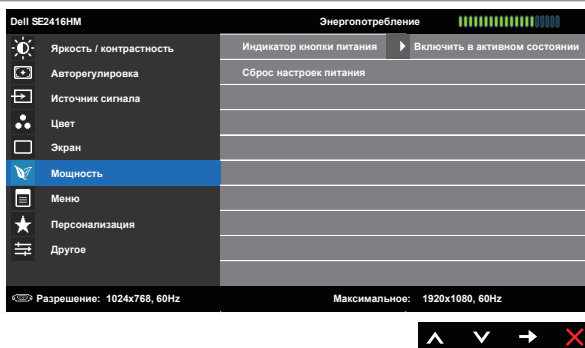 Dell SE2416HM Энергопотребление
Яркость / контрастность Индикатор кнопки питания Включить в активном состоянии
Авторегулировка Сброс настроек питания
Источник сигнала
Цвет
Экран
Мощность
Меню
Персонализация
Другое
Разрешение: 1024x768, 60Hz Максимальное: 1920x1080, 60Hz